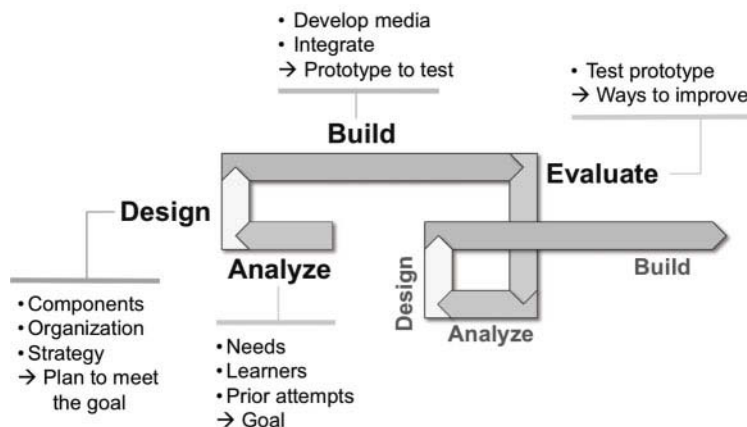 • Develop media
• Integrate
→ Prototype to test
Build
• Test prototype
→ Ways to improve
Evaluate
Design
Analyze
• Components
• Organization
• Strategy
→ Plan to meet
the goal
• Needs
• Learners
• Prior attempts
→ Goal
Design
Analyze
Build